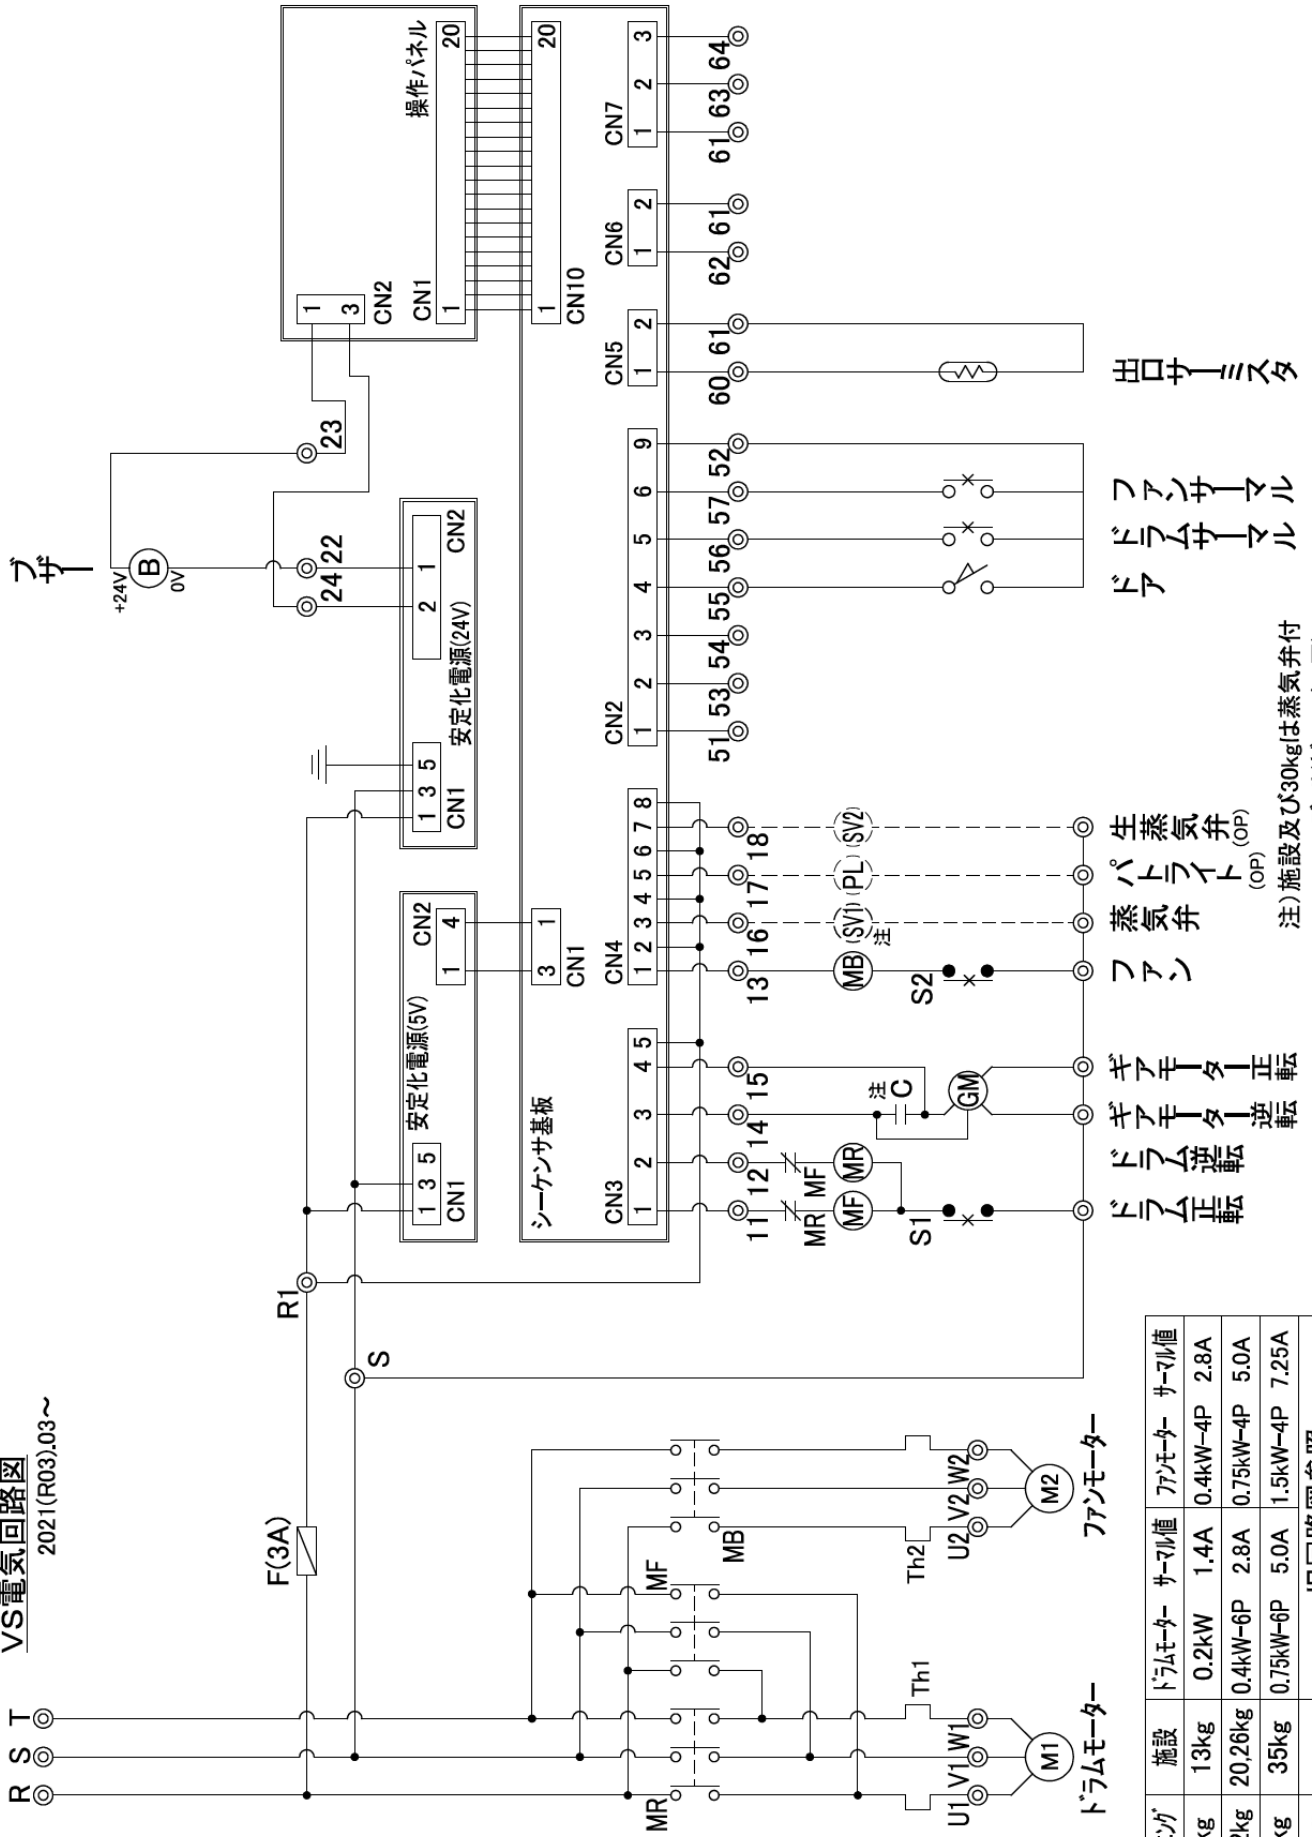 VS電気回路図
2021(R03).03～
R S T
F(3A)
R1
S
ブザー
+24V
B
0V
23
22
24
操作パネル
CN2
1
3
CN1
1
20
安定化電源(24V)
CN1
1 3 5
CN2
2 1
安定化電源(5V)
CN1
1 3 5
CN2
1 4
シーケンサ基板
CN1
3 1
CN10
1
20
CN3
1 2 3 4 5
CN4
1 2 3 4 5 6 7 8
CN2
1 2 3 4 5 6 9
CN5
1 2
CN6
1 2
CN7
1 2 3
11 12 14 15
13 16 17 18
51 53 54 55 56 57 52
60 61
62 61
61 63 64
MR MF
MF MR
S1
注
C
GM
MB
S2
(SV1)
注
(PL)
(SV2)
ドラム正転
ドラム逆転
ギアモーター逆転
ギアモーター正転
ファン
蒸気弁
パトライト(OP)
生蒸気弁(OP)
ドア
ドラムサーマル
ファンサーマル
出口サーミスタ
注)施設及び30kgは蒸気弁付
MR
MF
MB
Th1
Th2
U1 V1 W1
U2 V2 W2
M1
M2
ドラムモーター
ファンモーター
施設 ドラムモーター サーマル値 ファンモーター サーマル値
13kg 0.2kW 1.4A 0.4kW-4P 2.8A
20,26kg 0.4kW-6P 2.8A 0.75kW-4P 5.0A
35kg 0.75kW-6P 5.0A 1.5kW-4P 7.25A